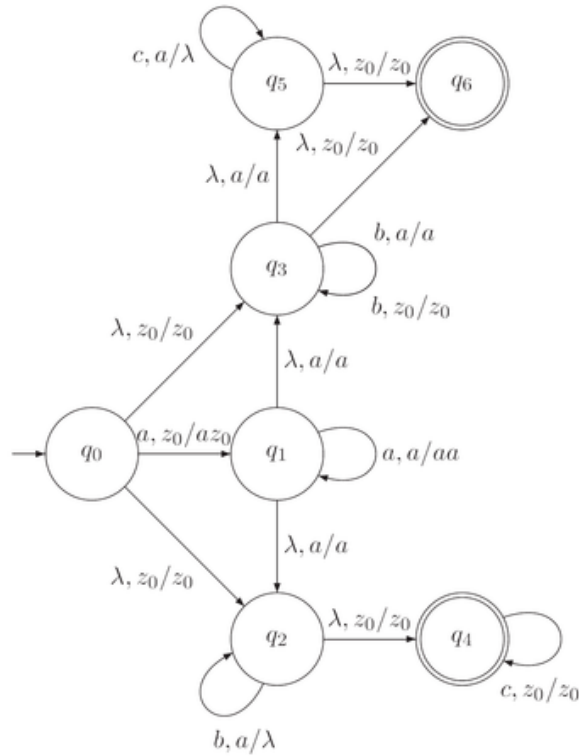 c, a/λ
q₅
λ, z₀/z₀
q₆
λ, z₀/z₀
λ, a/a
b, a/a
q₃
b, z₀/z₀
λ, z₀/z₀
λ, a/a
q₀
a, z₀/az₀
q₁
a, a/aa
λ, a/a
λ, z₀/z₀
q₂
λ, z₀/z₀
q₄
c, z₀/z₀
b, a/λ